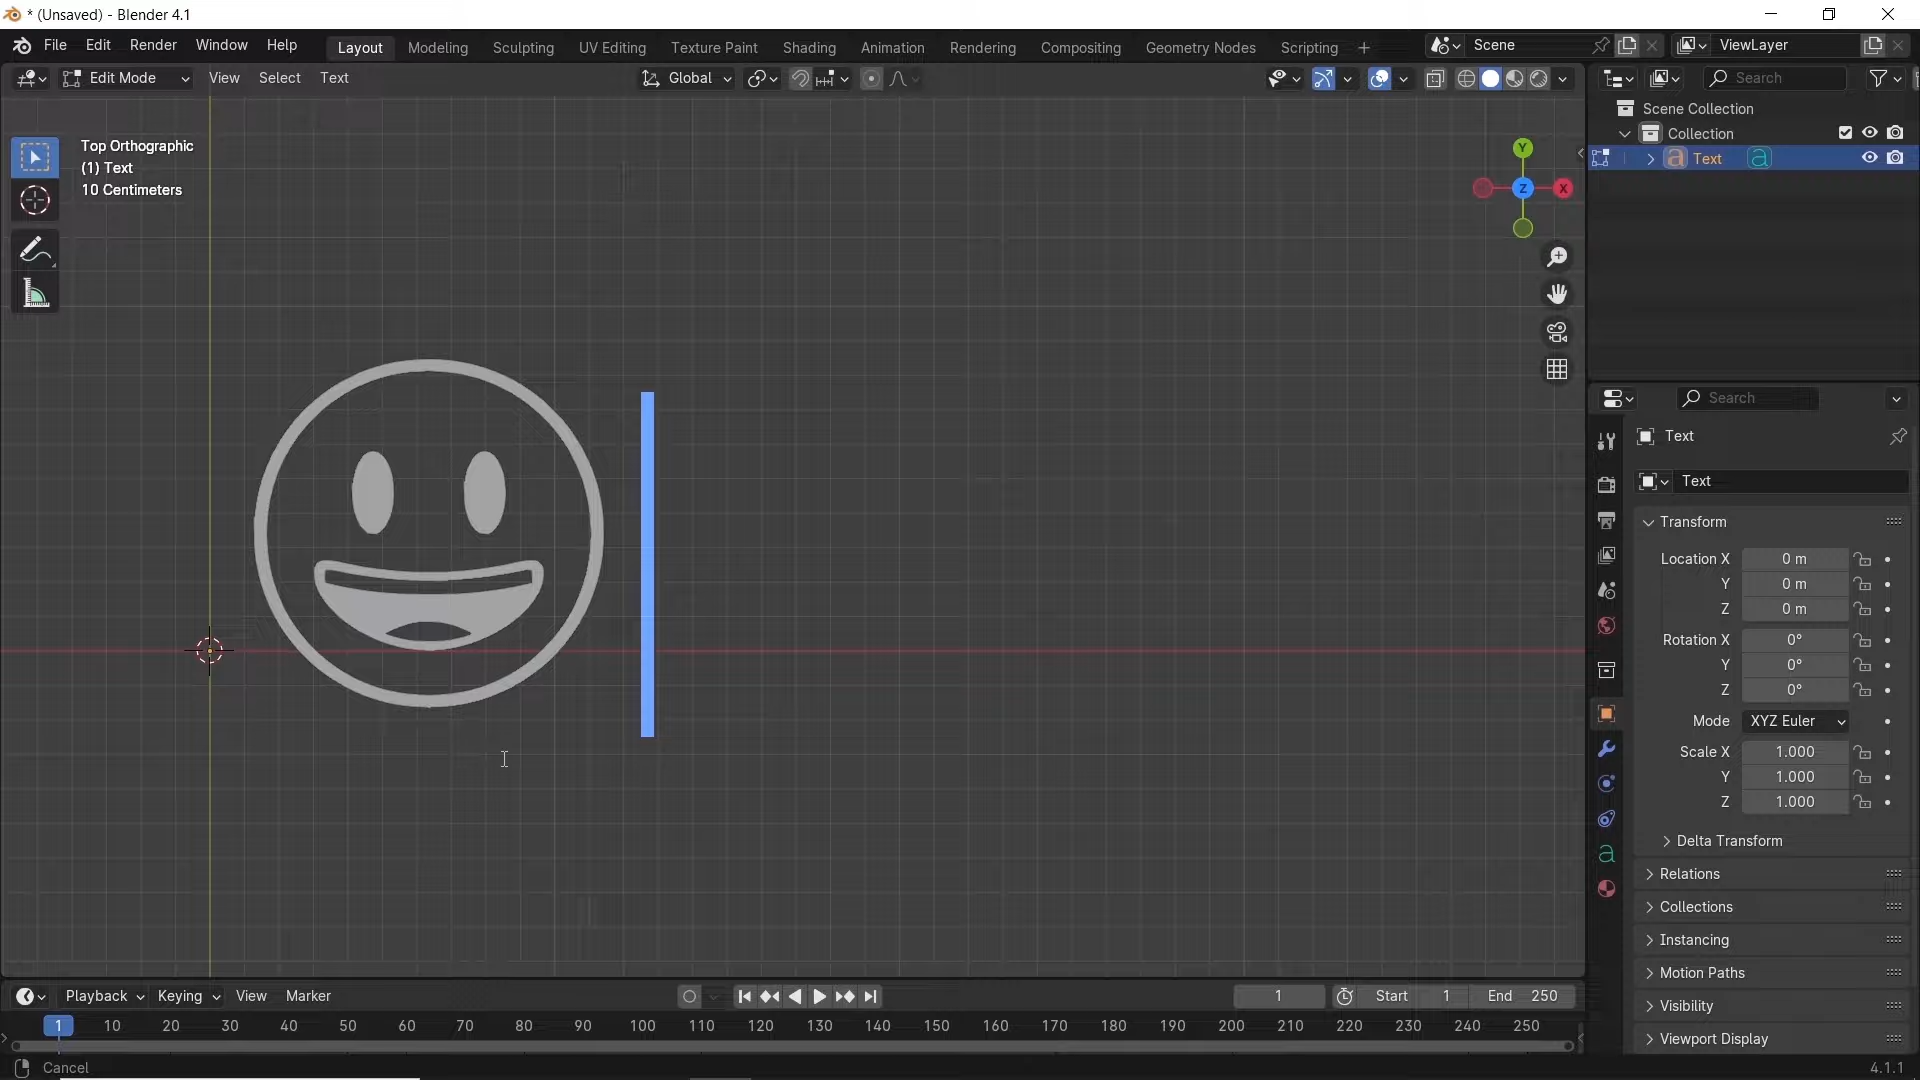 * (Unsaved) - Blender 4.1
File Edit Render Window Help Layout Modeling Sculpting UV Editing Texture Paint Shading Animation Rendering Compositing Geometry Nodes Scripting + Scene ViewLayer
Edit Mode View Select Text Global Search
Top Orthographic
(1) Text
10 Centimeters
Y
Z
X
Scene Collection
Collection
a Text a
Search
Text
Text
Transform
Location X 0 m
Y 0 m
Z 0 m
Rotation X 0°
Y 0°
Z 0°
Mode XYZ Euler
Scale X 1.000
Y 1.000
Z 1.000
Delta Transform
a
Relations
Collections
Instancing
Motion Paths
Visibility
Viewport Display
Playback Keying View Marker 1 Start 1 End 250
1 10 20 30 40 50 60 70 80 90 100 110 120 130 140 150 160 170 180 190 200 210 220 230 240 250
Cancel 4.1.1